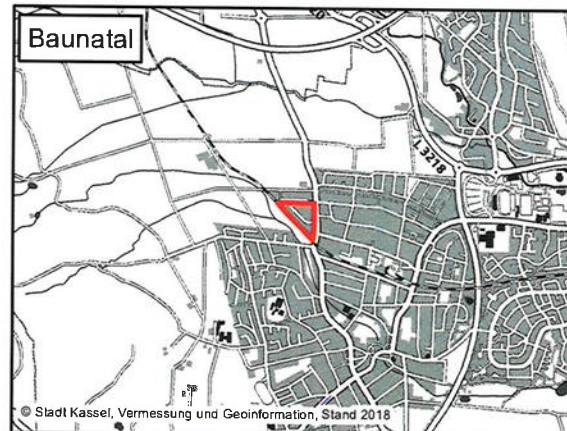 Baunatal
L 3218
© Stadt Kassel, Vermessung und Geoinformation, Stand 2018